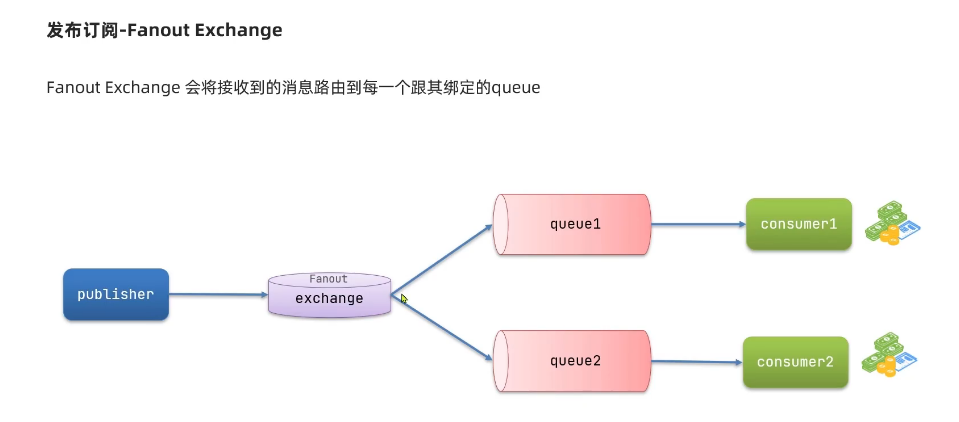 发布订阅-Fanout Exchange
Fanout Exchange 会将接收到的消息路由到每一个跟其绑定的queue
queue1
consumer1
publisher
Fanout
exchange
queue2
consumer2